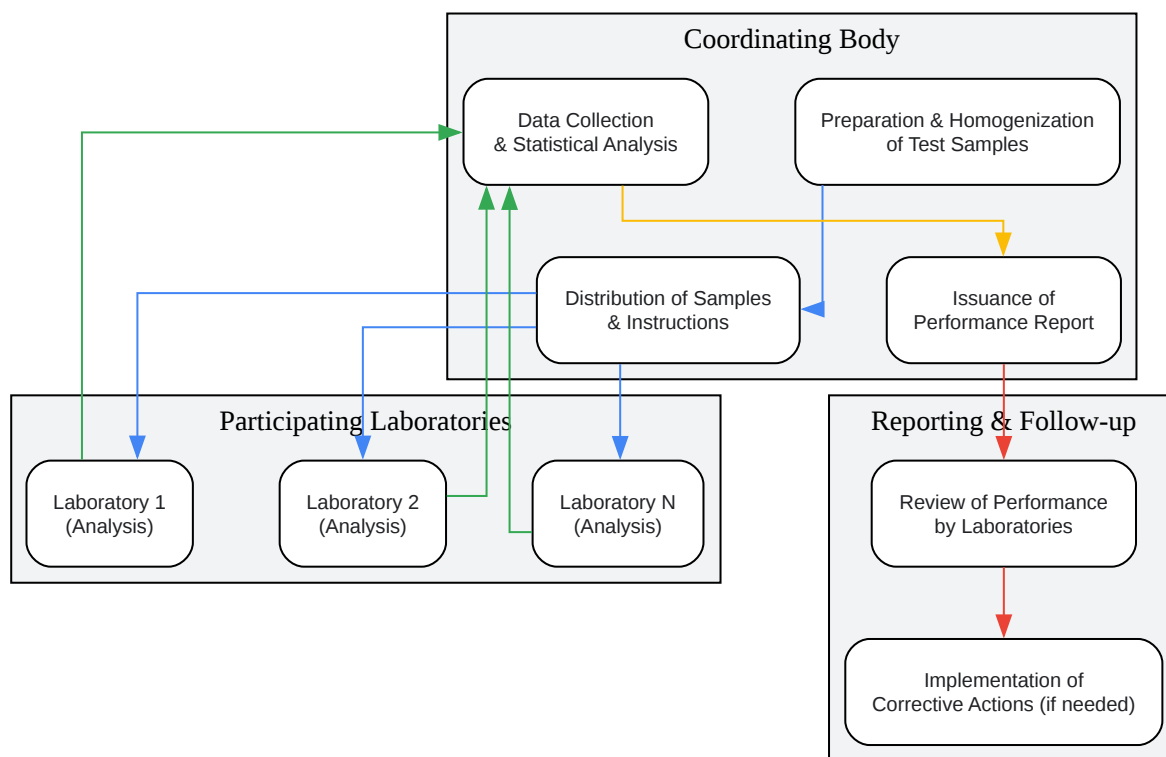 Coordinating Body
Data Collection
& Statistical Analysis
Preparation & Homogenization
of Test Samples
Distribution of Samples
& Instructions
Issuance of
Performance Report
Participating Laboratories
Laboratory 1
(Analysis)
Laboratory 2
(Analysis)
Laboratory N
(Analysis)
Reporting & Follow-up
Review of Performance
by Laboratories
Implementation of
Corrective Actions (if needed)